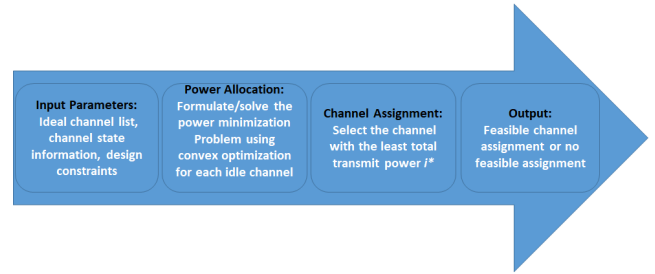 Input Parameters:
Ideal channel list,
channel state
information, design
constraints
Power Allocation:
Formulate/solve the
power minimization
Problem using
convex optimization
for each idle channel
Channel Assignment:
Select the channel
with the least total
transmit power i*
Output:
Feasible channel
assignment or no
feasible assignment